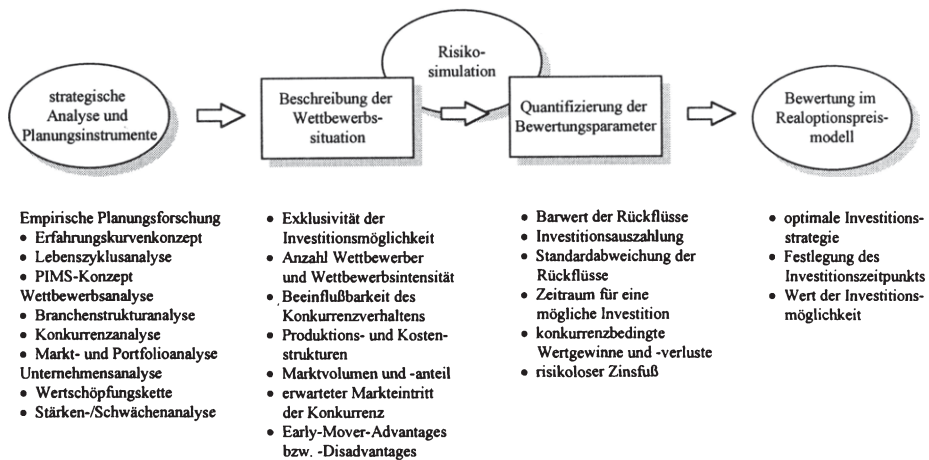 Risiko-
simulation
strategische
Analyse und
Planungsinstrumente
Beschreibung der
Wettbewerbs-
situation
Quantifizierung der
Bewertungsparameter
Bewertung im
Realoptionspreis-
modell
Empirische Planungsforschung
• Erfahrungskurvenkonzept
• Lebenszyklusanalyse
• PIMS-Konzept
Wettbewerbsanalyse
• Branchenstrukturanalyse
• Konkurrenzanalyse
• Markt- und Portfolioanalyse
Unternehmensanalyse
• Wertschöpfungskette
• Stärken-/Schwächenanalyse
• Exklusivität der
Investitionsmöglichkeit
• Anzahl Wettbewerber
und Wettbewerbsintensität
• Beeinflußbarkeit des
Konkurrenzverhaltens
• Produktions- und Kosten-
strukturen
• Marktvolumen und -anteil
• erwarteter Markteintritt
der Konkurrenz
• Early-Mover-Advantages
bzw. -Disadvantages
• Barwert der Rückflüsse
• Investitionsauszahlung
• Standardabweichung der
Rückflüsse
• Zeitraum für eine
mögliche Investition
• konkurrenzbedingte
Wertgewinne und -verluste
• risikoloser Zinsfuß
• optimale Investitions-
strategie
• Festlegung des
Investitionszeitpunkts
• Wert der Investitions-
möglichkeit